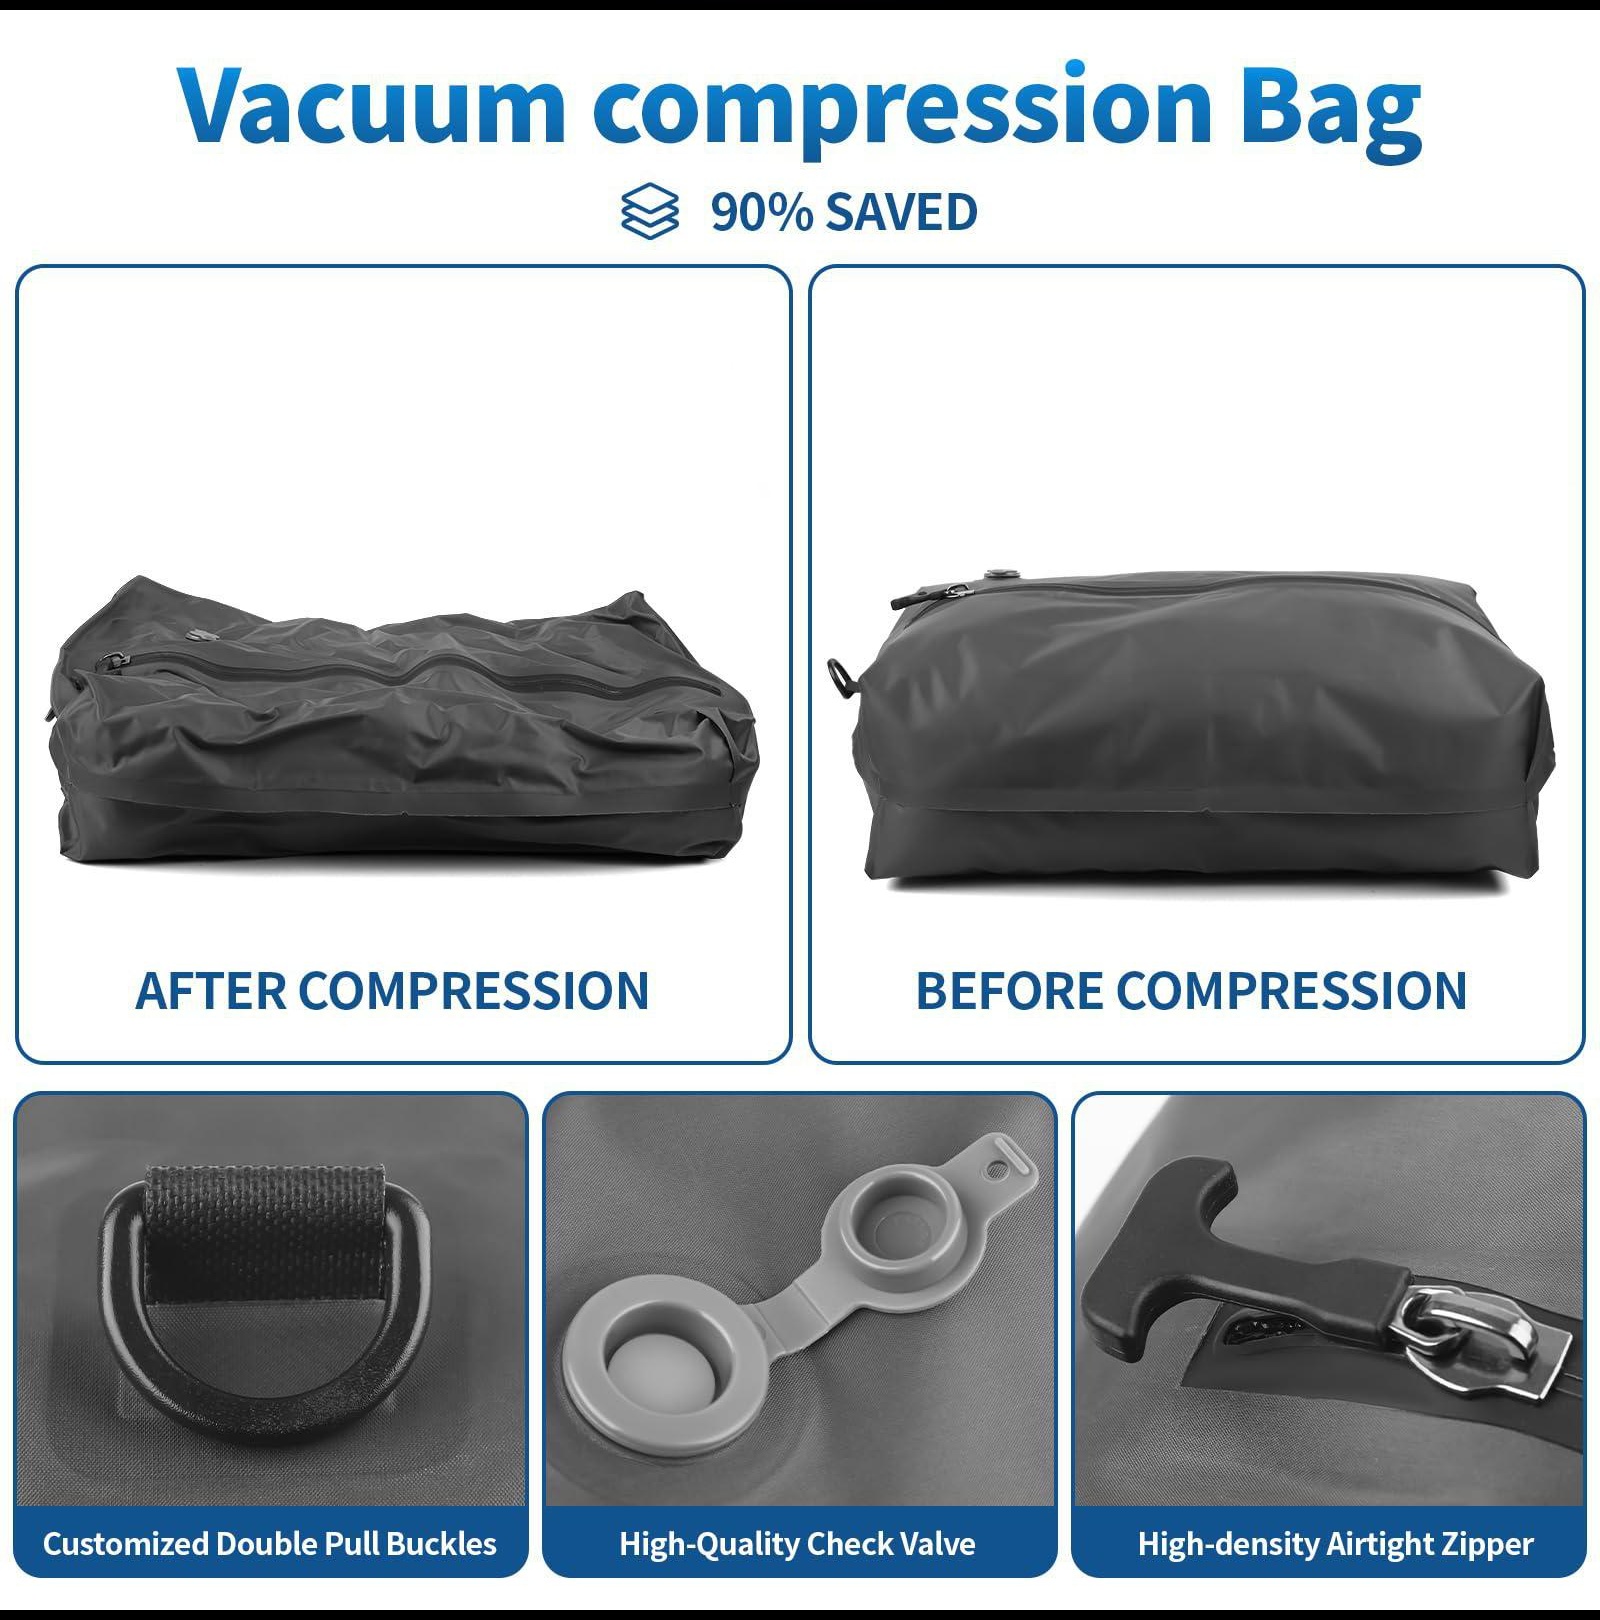 Vacuum compression Bag
90% SAVED
AFTER COMPRESSION
BEFORE COMPRESSION
Customized Double Pull Buckles
High-Quality Check Valve
High-density Airtight Zipper